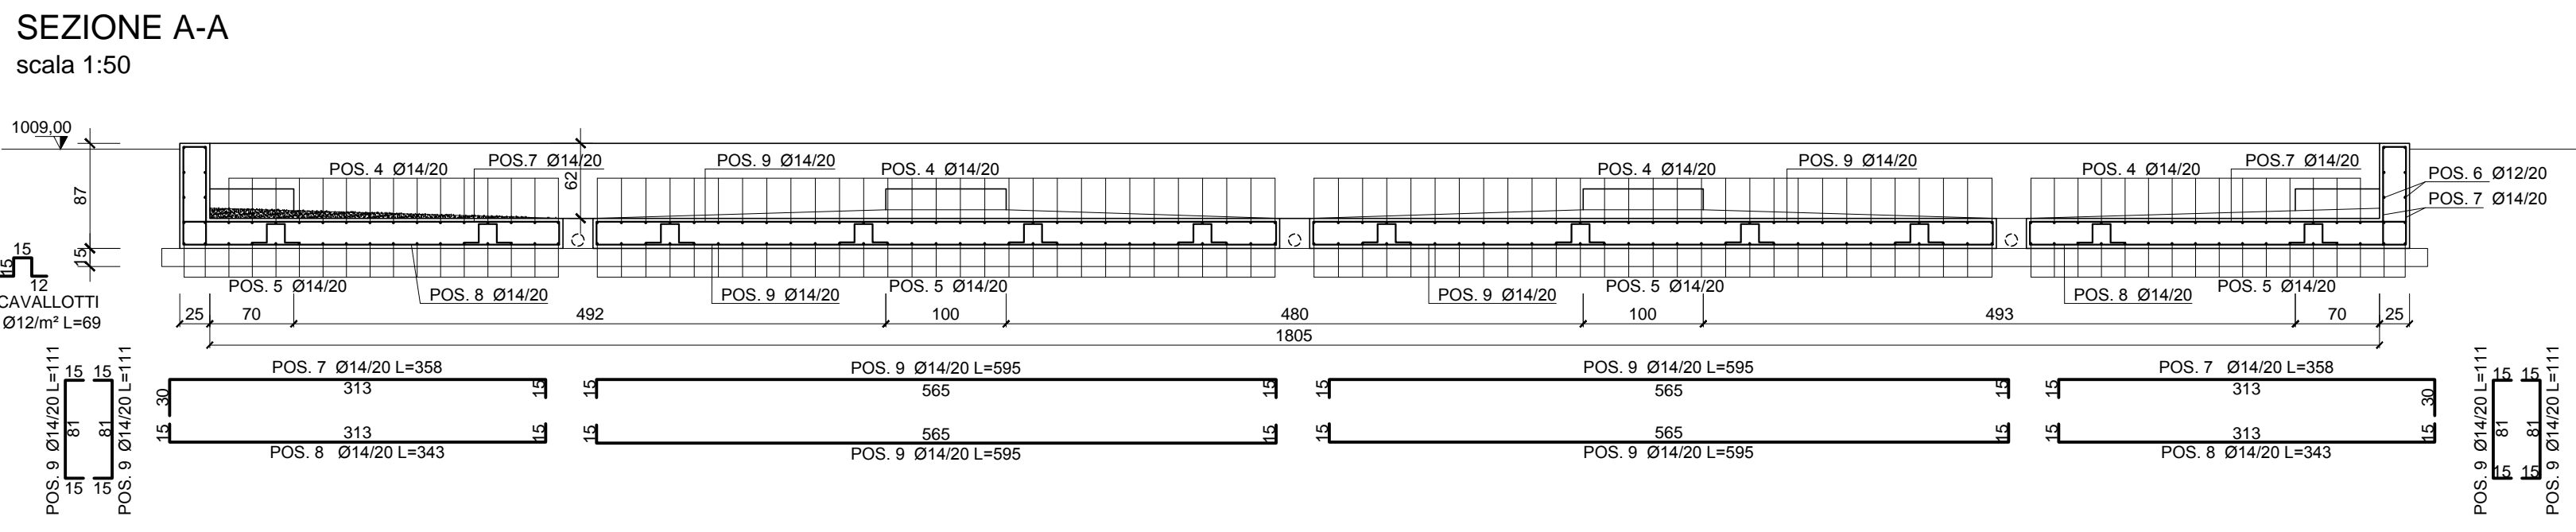 SEZIONE A-A
scala 1:50
1009,00
87
15
62
POS. 4 Ø14/20
POS.7 Ø14/20
POS. 9 Ø14/20
POS. 4 Ø14/20
POS. 4 Ø14/20
POS. 9 Ø14/20
POS. 4 Ø14/20
POS.7 Ø14/20
POS. 6 Ø12/20
POS. 7 Ø14/20
15
15
12
CAVALLOTTI
Ø12/m² L=69
POS. 5 Ø14/20
POS. 8 Ø14/20
POS. 9 Ø14/20
POS. 5 Ø14/20
POS. 9 Ø14/20
POS. 5 Ø14/20
POS. 8 Ø14/20
POS. 5 Ø14/20
25
70
492
100
480
100
493
70
25
1805
POS. 9 Ø14/20 L=111
15
81
15
15
81
15
POS. 9 Ø14/20 L=111
POS. 7 Ø14/20 L=358
30
313
15
15
313
15
POS. 8 Ø14/20 L=343
POS. 9 Ø14/20 L=595
15
565
15
15
565
15
POS. 9 Ø14/20 L=595
POS. 9 Ø14/20 L=595
15
565
15
15
565
15
POS. 9 Ø14/20 L=595
POS. 7 Ø14/20 L=358
15
313
30
15
313
15
POS. 8 Ø14/20 L=343
POS. 9 Ø14/20 L=111
15
81
15
15
81
15
POS. 9 Ø14/20 L=111